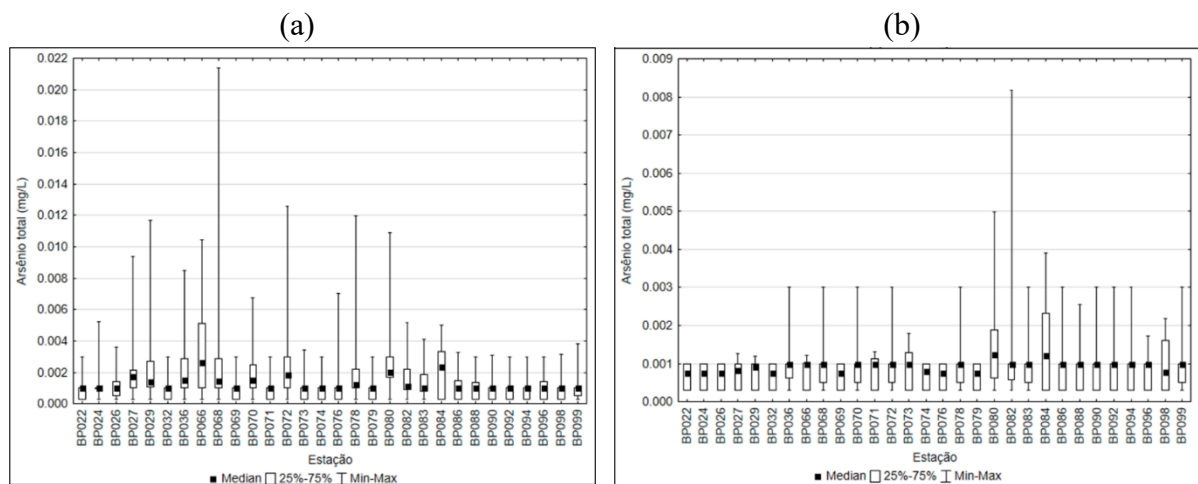 (a)
(b)
Arsênio total (mg/L)
0.022
0.020
0.018
0.016
0.014
0.012
0.010
0.008
0.006
0.004
0.002
0.000
BP022 BP024 BP026 BP027 BP029 BP032 BP036 BP066 BP068 BP069 BP070 BP071 BP072 BP073 BP074 BP076 BP078 BP079 BP080 BP082 BP083 BP084 BP086 BP088 BP090 BP092 BP094 BP096 BP098 BP099
Estação
Median 25%-75% Min-Max
Arsênio total (mg/L)
0.009
0.008
0.007
0.006
0.005
0.004
0.003
0.002
0.001
0.000
BP022 BP024 BP026 BP027 BP029 BP032 BP036 BP066 BP068 BP069 BP070 BP071 BP072 BP073 BP074 BP076 BP078 BP079 BP080 BP082 BP083 BP084 BP086 BP088 BP090 BP092 BP094 BP096 BP098 BP099
Estação
Median 25%-75% Min-Max